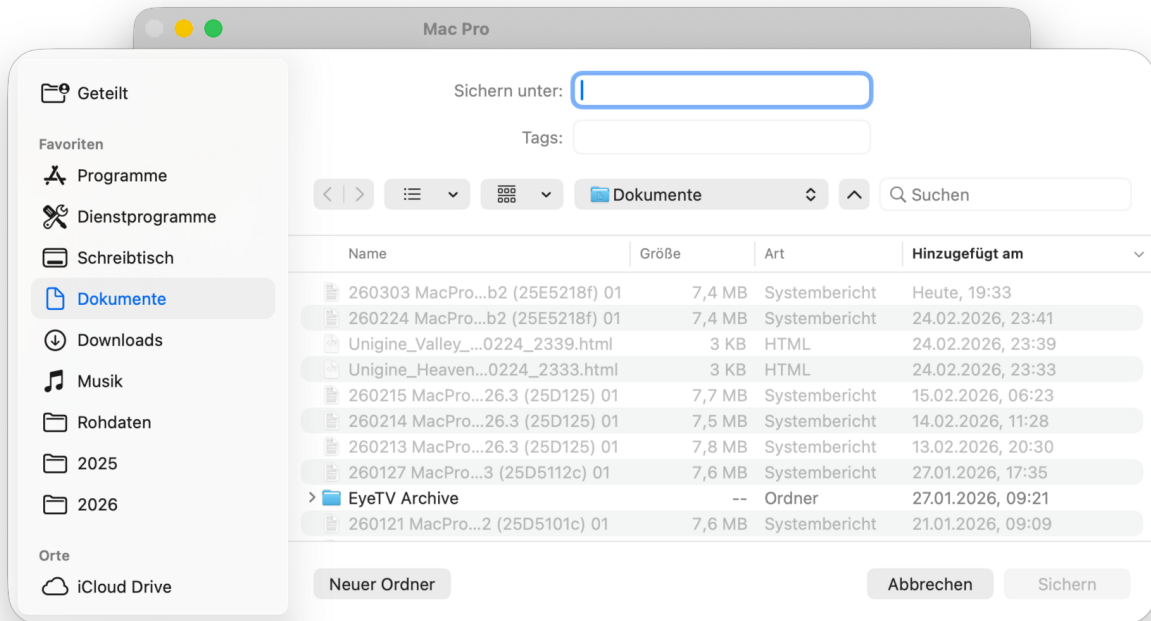 Mac Pro
Geteilt
Favoriten
Programme
Dienstprogramme
Schreibtisch
Dokumente
Downloads
Musik
Rohdaten
2025
2026
Orte
iCloud Drive
Sichern unter:
Tags:
Dokumente
Suchen
Name Größe Art Hinzugefügt am
260303 MacPro...b2 (25E5218f) 01 7,4 MB Systembericht Heute, 19:33
260224 MacPro...b2 (25E5218f) 01 7,4 MB Systembericht 24.02.2026, 23:41
Unigine_Valley_...0224_2339.html 3 KB HTML 24.02.2026, 23:39
Unigine_Heaven...0224_2333.html 3 KB HTML 24.02.2026, 23:33
260215 MacPro...26.3 (25D125) 01 7,7 MB Systembericht 15.02.2026, 06:23
260214 MacPro...26.3 (25D125) 01 7,5 MB Systembericht 14.02.2026, 11:28
260213 MacPro...26.3 (25D125) 01 7,8 MB Systembericht 13.02.2026, 20:30
260127 MacPro...3 (25D5112c) 01 7,6 MB Systembericht 27.01.2026, 17:35
EyeTV Archive -- Ordner 27.01.2026, 09:21
260121 MacPro...2 (25D5101c) 01 7,6 MB Systembericht 21.01.2026, 09:09
Neuer Ordner Abbrechen Sichern